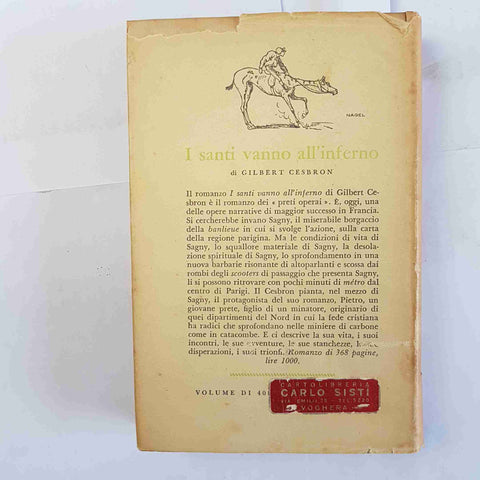 NAGEL
I santi vanno all'inferno
di GILBERT CESBRON
Il romanzo I santi vanno all'inferno di Gilbert Ce-
sbron è il romanzo dei « preti operai ». È, oggi, una
delle opere narrative di maggior successo in Francia.
Si cercherebbe invano Sagny, il miserabile borgaccio
della banlieue in cui si svolge l'azione, sulla carta
della regione parigina. Ma le condizioni di vita di
Sagny, lo squallore materiale di Sagny, la desola-
zione spirituale di Sagny, lo sprofondamento in una
nuova barbarie risonante di altoparlanti e scossa dai
rombi degli scooters di passaggio che presenta Sagny,
li si possono ritrovare con pochi minuti di métro dal
centro di Parigi. Il Cesbron pianta, nel mezzo di
Sagny, il protagonista del suo romanzo, Pietro, un
giovane prete, figlio di un minatore, originario di
quei dipartimenti del Nord in cui la fede cristiana
ha radici che sprofondano nelle miniere di carbone
come in catacombe. E ci descrive la sua vita, i suoi
incontri, le sue avventure, le sue stanchezze, le sue
disperazioni, i suoi trionfi. Romanzo di 368 pagine,
lire 1000.
VOLUME DI 40
CARTOLIBRERIA
CARLO SISTI
VIA EMILIA
VOGHERA